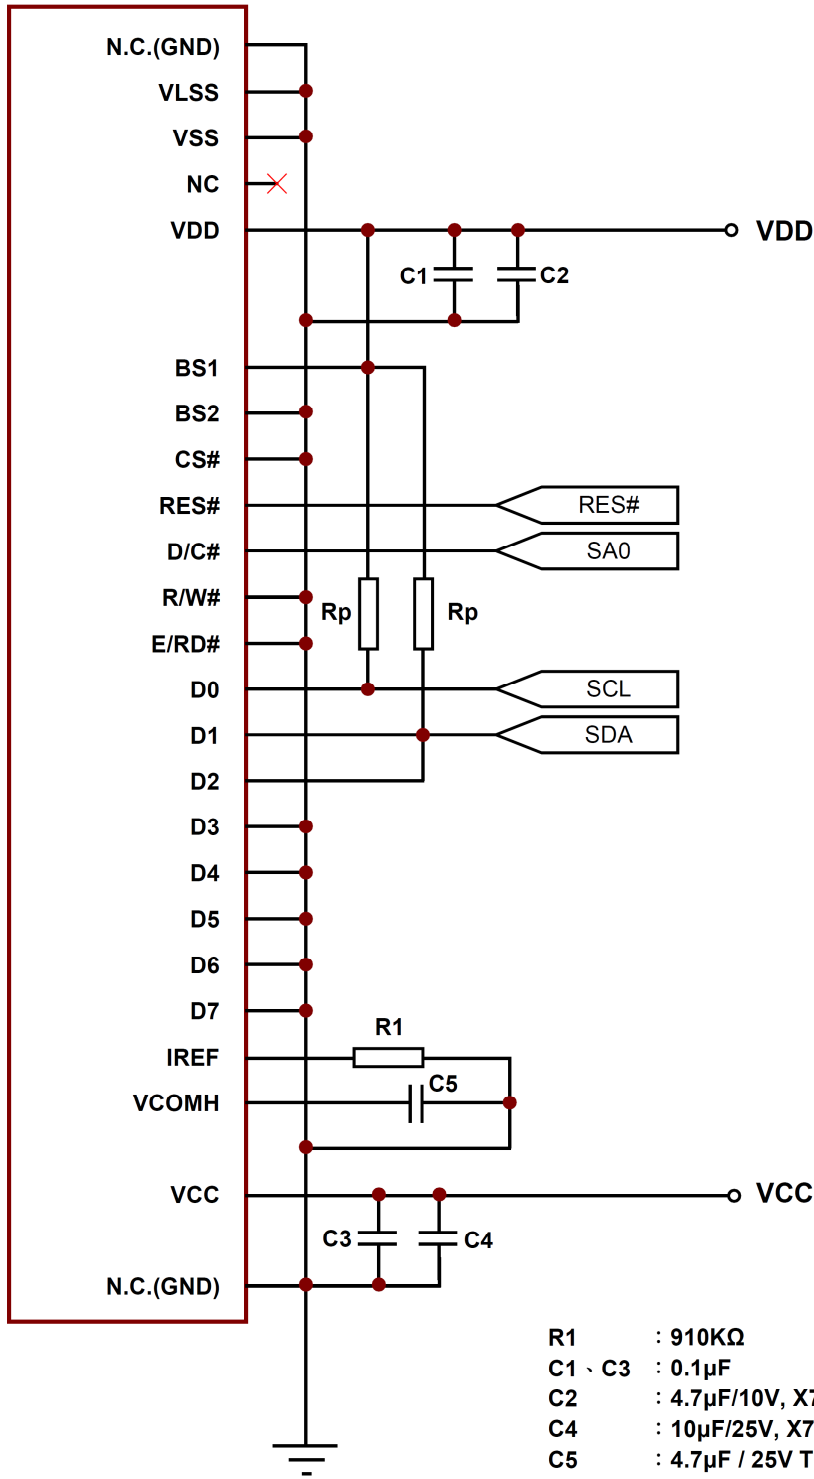 N.C.(GND)
VLSS
VSS
NC
VDD
VDD
C1
C2
BS1
BS2
CS#
RES#
RES#
D/C#
SA0
R/W#
Rp
Rp
E/RD#
D0
SCL
D1
SDA
D2
D3
D4
D5
D6
D7
R1
IREF
C5
VCOMH
VCC
VCC
C3
C4
N.C.(GND)
R1 : 910KΩ
C1、C3 : 0.1µF
C2 : 4.7µF/10V, X7
C4 : 10µF/25V, X7
C5 : 4.7µF / 25V T